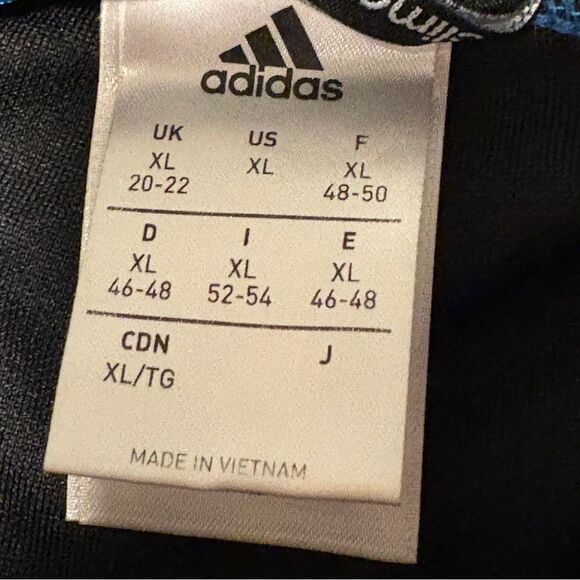 adidas
UK US F
XL XL XL
20-22 48-50
D I E
XL XL XL
46-48 52-54 46-48
CDN J
XL/TG
MADE IN VIETNAM